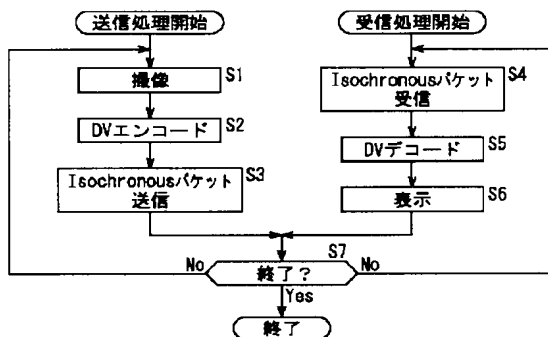 送信処理開始
撮像
S1
DVエンコード
S2
Isochronousパケット
送信
S3
受信処理開始
Isochronousパケット
受信
S4
DVデコード
S5
表示
S6
S7
終了?
No
No
Yes
終了